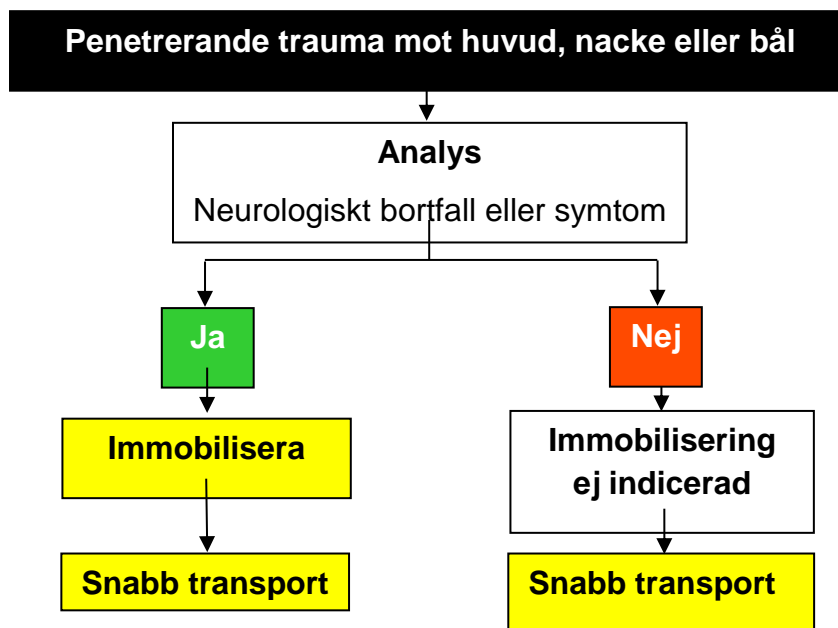 Penetrerande trauma mot huvud, nacke eller bål
Analys
Neurologiskt bortfall eller symtom
Ja
Nej
Immobilisera
Immobilisering
ej indicerad
Snabb transport
Snabb transport